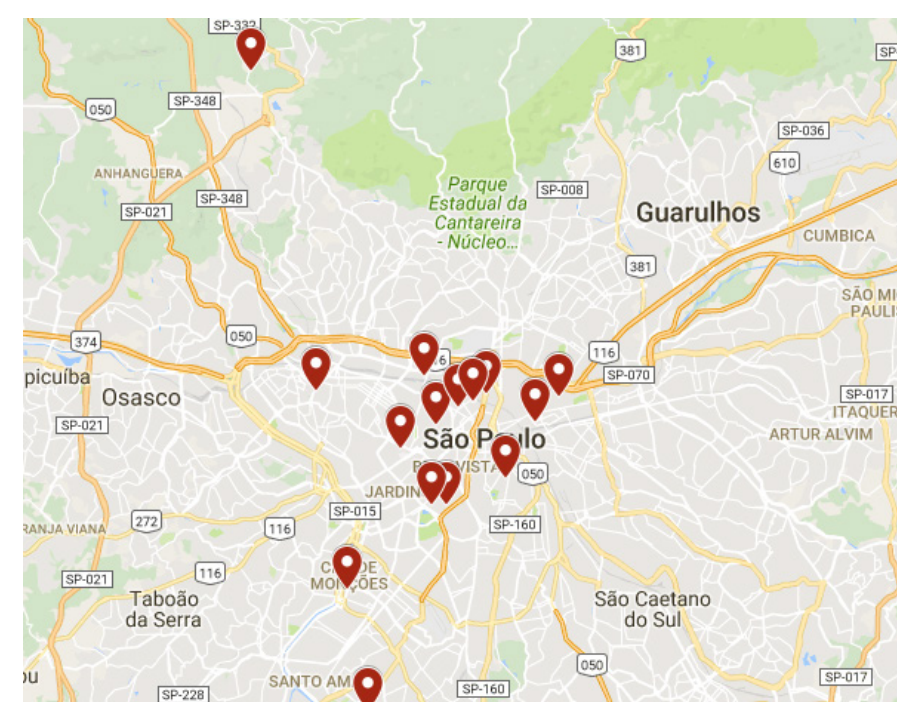 SP-332
381
SP
050
SP-348
SP-036
610
ANHANGUERA
Parque
Estadual da
Cantareira
- Núcleo...
SP-008
SP-348
SP-021
Guarulhos
CUMBICA
381
SÃO MI
PAULIS
374
050
116
SP-070
picuíba
Osasco
SP-017
ITAQUER
SP-021
São Paulo
ARTUR ALVIM
050
SP-015
SP-160
RANJA VIANA
272
116
SP-021
116
MONÇÕES
Taboão
da Serra
São Caetano
do Sul
050
SANTO AM
SP-228
SP-160
SP-017